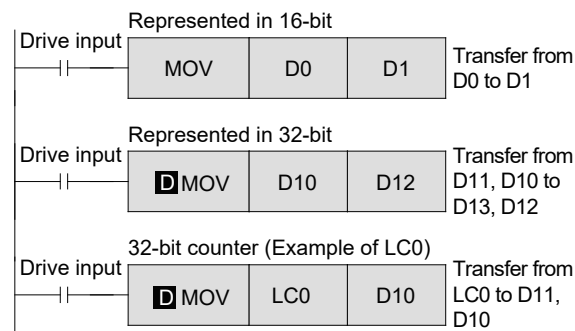 Represented in 16-bit
Drive input
MOV D0 D1
Transfer from
D0 to D1
Represented in 32-bit
Drive input
D MOV D10 D12
Transfer from
D11, D10 to
D13, D12
32-bit counter (Example of LC0)
Drive input
D MOV LC0 D10
Transfer from
LC0 to D11,
D10